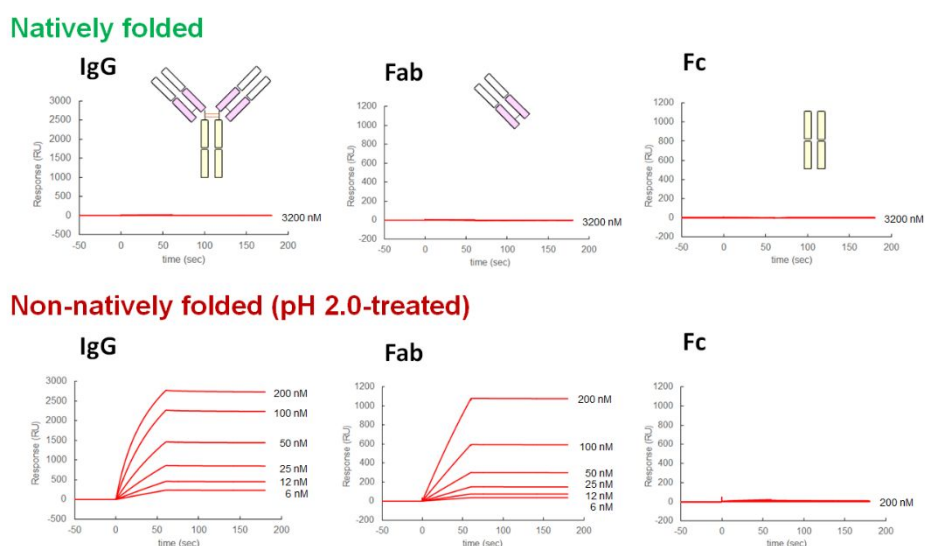 Natively folded
IgG
Response (RU)
3000
2500
2000
1500
1000
500
0
-500
3200 nM
-50 0 50 100 150 200
time (sec)
Fab
Response (RU)
1200
1000
800
600
400
200
0
-200
3200 nM
-50 0 50 100 150 200
time (sec)
Fc
Response (RU)
1200
1000
800
600
400
200
0
-200
3200 nM
-50 0 50 100 150 200
time (sec)
Non-natively folded (pH 2.0-treated)
IgG
Response (RU)
3000
2500
2000
1500
1000
500
0
-500
200 nM
100 nM
50 nM
25 nM
12 nM
6 nM
-50 0 50 100 150 200
time (sec)
Fab
Response (RU)
1200
1000
800
600
400
200
0
-200
200 nM
100 nM
50 nM
25 nM
12 nM
6 nM
-50 0 50 100 150 200
time (sec)
Fc
Response (RU)
1200
1000
800
600
400
200
0
-200
200 nM
-50 0 50 100 150 200
time (sec)